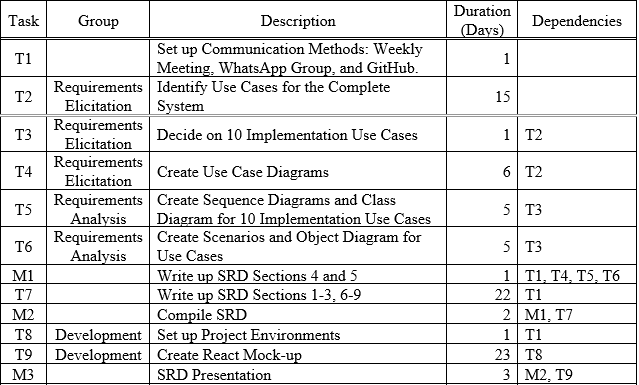 Task Group Description Duration (Days) Dependencies
T1 Set up Communication Methods: Weekly Meeting, WhatsApp Group, and GitHub. 1
T2 Requirements Elicitation Identify Use Cases for the Complete System 15
T3 Requirements Elicitation Decide on 10 Implementation Use Cases 1 T2
T4 Requirements Elicitation Create Use Case Diagrams 6 T2
T5 Requirements Analysis Create Sequence Diagrams and Class Diagram for 10 Implementation Use Cases 5 T3
T6 Requirements Analysis Create Scenarios and Object Diagram for Use Cases 5 T3
M1 Write up SRD Sections 4 and 5 1 T1, T4, T5, T6
T7 Write up SRD Sections 1-3, 6-9 22 T1
M2 Compile SRD 2 M1, T7
T8 Development Set up Project Environments 1 T1
T9 Development Create React Mock-up 23 T8
M3 SRD Presentation 3 M2, T9